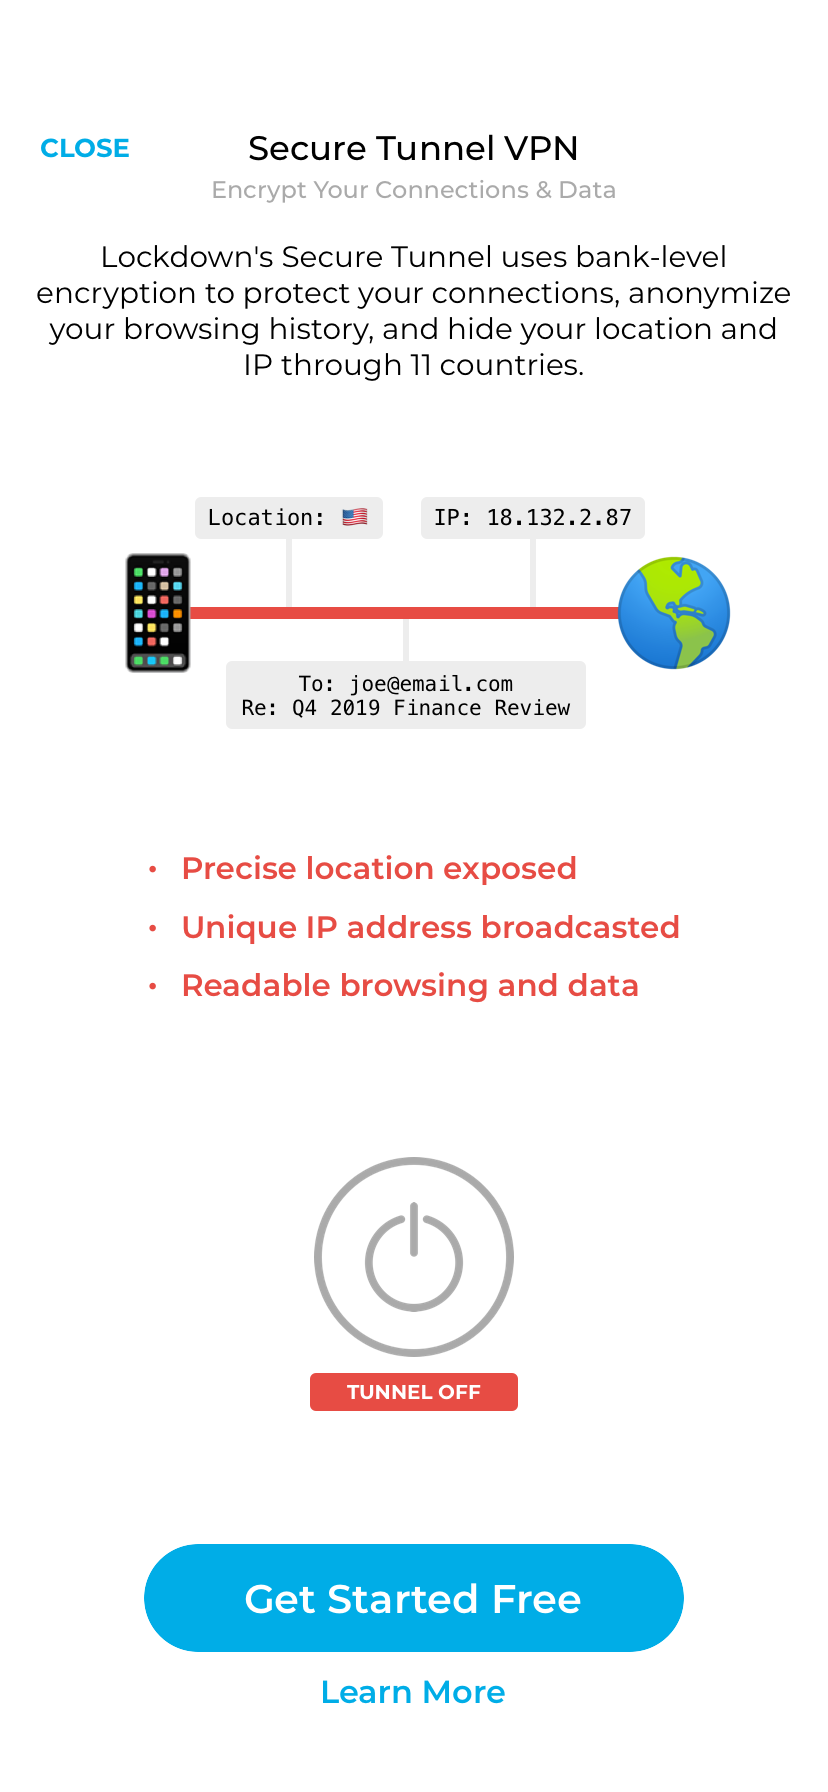 CLOSE
Secure Tunnel VPN
Encrypt Your Connections & Data
Lockdown's Secure Tunnel uses bank-level
encryption to protect your connections, anonymize
your browsing history, and hide your location and
IP through 11 countries.
Location: 🇺🇸
IP: 18.132.2.87
To: joe@email.com
Re: Q4 2019 Finance Review
• Precise location exposed
• Unique IP address broadcasted
• Readable browsing and data
TUNNEL OFF
Get Started Free
Learn More